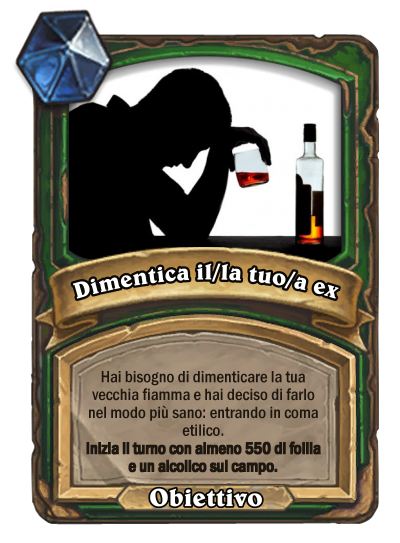 Dimentica il/la tuo/a ex
Hai bisogno di dimenticare la tua
vecchia fiamma e hai deciso di farlo
nel modo più sano: entrando in coma
etilico.
Inizia il turno con almeno 550 di follia
e un alcolico sul campo.
Obiettivo